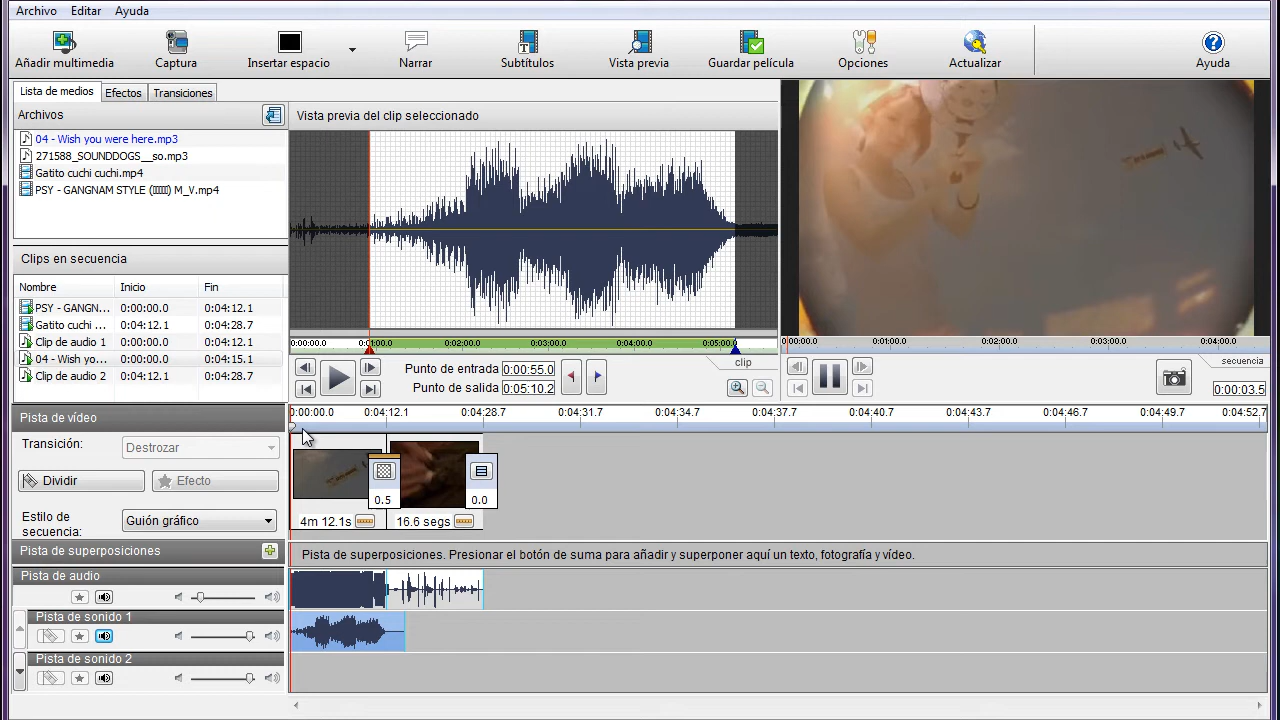 Archivo Editar Ayuda
Añadir multimedia Captura Insertar espacio Narrar Subtítulos Vista previa Guardar película Opciones Actualizar Ayuda
Lista de medios Efectos Transiciones
Archivos
04 - Wish you were here.mp3
271588_SOUNDDOGS__so.mp3
Gatito cuchi cuchi.mp4
PSY - GANGNAM STYLE (▯▯▯▯▯) M_V.mp4
Clips en secuencia
Nombre Inicio Fin
PSY - GANGN... 0:00:00.0 0:04:12.1
Gatito cuchi ... 0:04:12.1 0:04:28.7
Clip de audio 1 0:00:00.0 0:04:12.1
04 - Wish yo... 0:00:00.0 0:04:15.1
Clip de audio 2 0:04:12.1 0:04:28.7
Vista previa del clip seleccionado
0:00:00.0 0:01:00.0 0:02:00.0 0:03:00.0 0:04:00.0 0:05:00.0
clip
Punto de entrada 0:00:55.0
Punto de salida 0:05:10.2
0:00:00.0 0:01:00.0 0:02:00.0 0:03:00.0 0:04:00.0
secuencia
0:00:03.5
Pista de vídeo
0:00:00.0 0:04:12.1 0:04:28.7 0:04:31.7 0:04:34.7 0:04:37.7 0:04:40.7 0:04:43.7 0:04:46.7 0:04:49.7 0:04:52.7
Transición: Destrozar
Dividir Efecto
Estilo de
secuencia: Guión gráfico
0.5 0.0
4m 12.1s 16.6 segs
Pista de superposiciones
Pista de superposiciones. Presionar el botón de suma para añadir y superponer aquí un texto, fotografía y vídeo.
Pista de audio
Pista de sonido 1
Pista de sonido 2